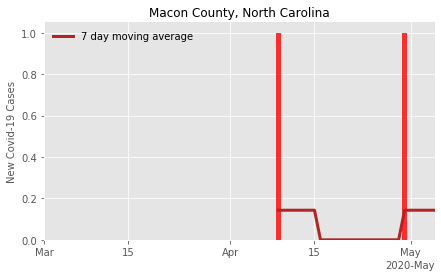 Macon County, North Carolina
7 day moving average
New Covid-19 Cases
1.0
0.8
0.6
0.4
0.2
0.0
Mar 15 Apr 15 May
2020-May